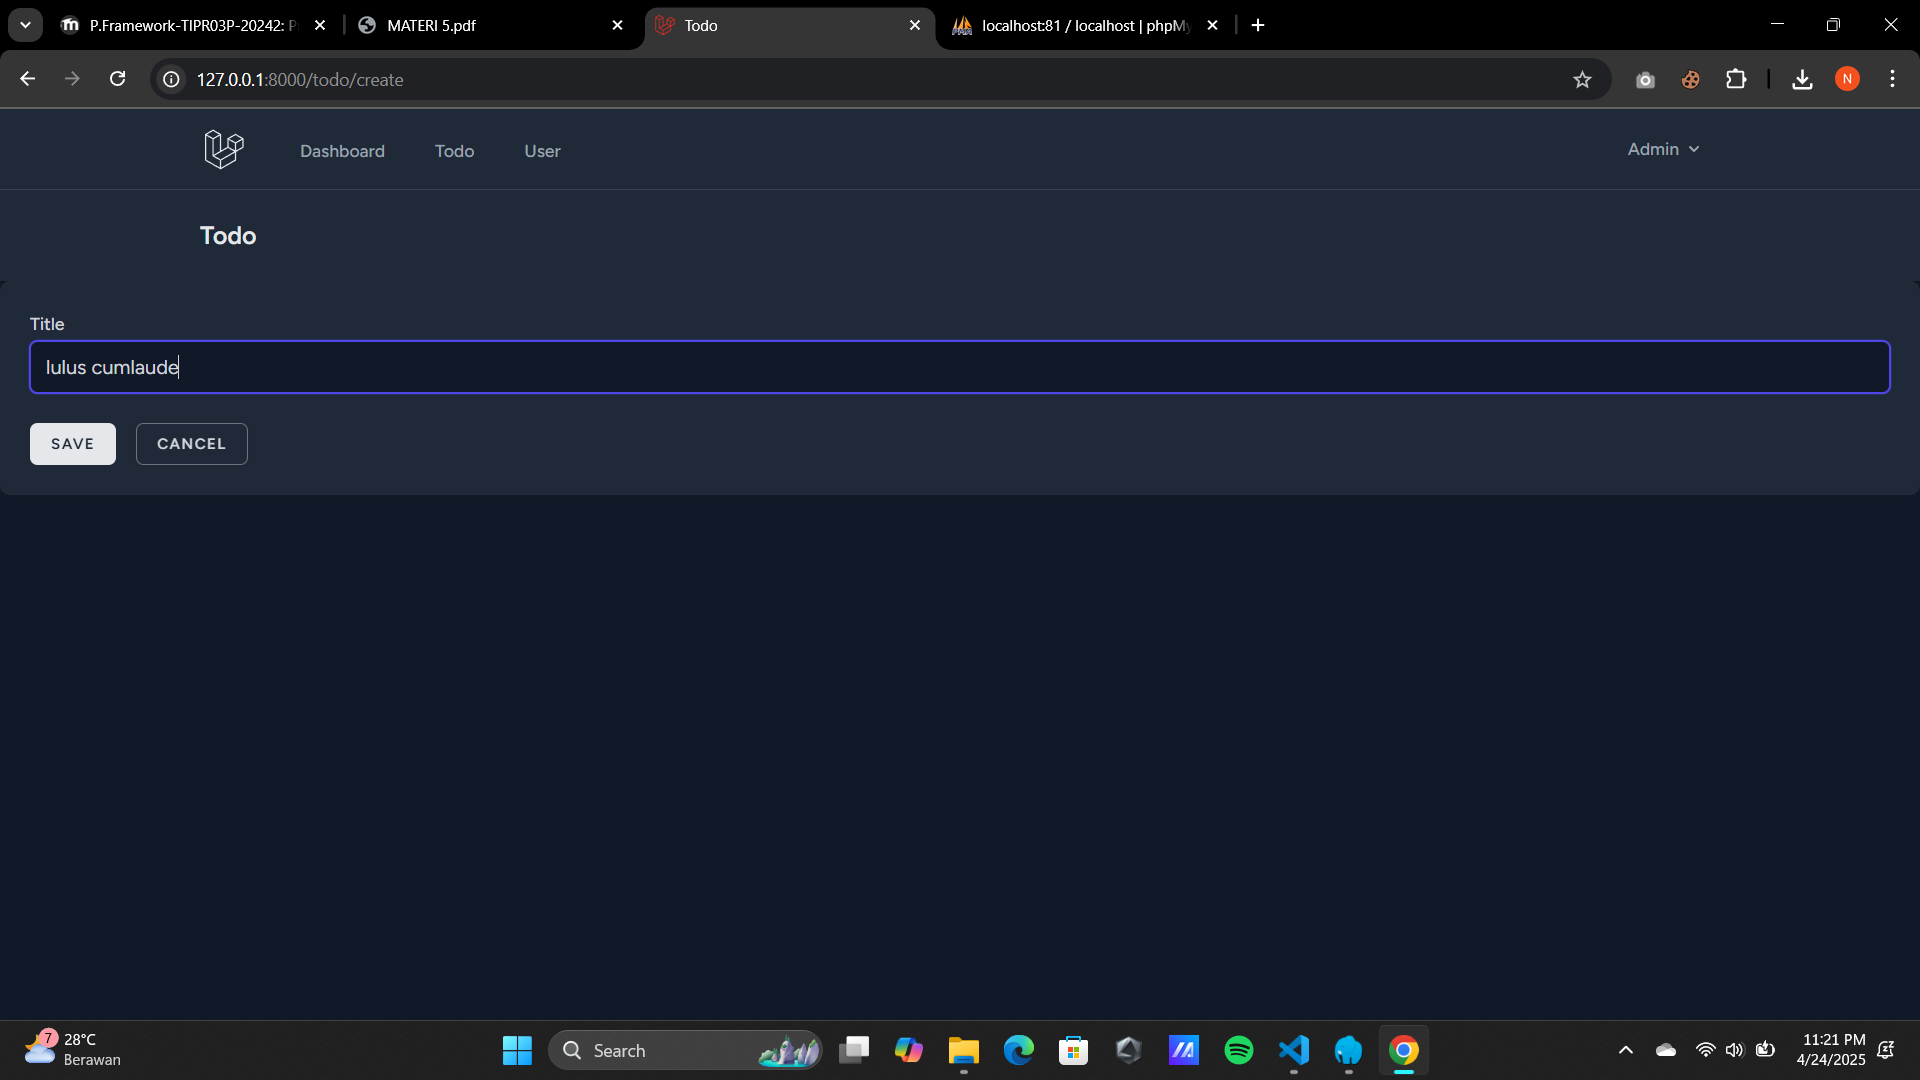 P.Framework-TIPR03P-20242: P
MATERI 5.pdf
Todo
localhost:81 / localhost | phpMy
127.0.0.1:8000/todo/create
N
Dashboard
Todo
User
Admin
Todo
Title
lulus cumlaude
SAVE
CANCEL
7
28°C
Berawan
Search
11:21 PM
4/24/2025